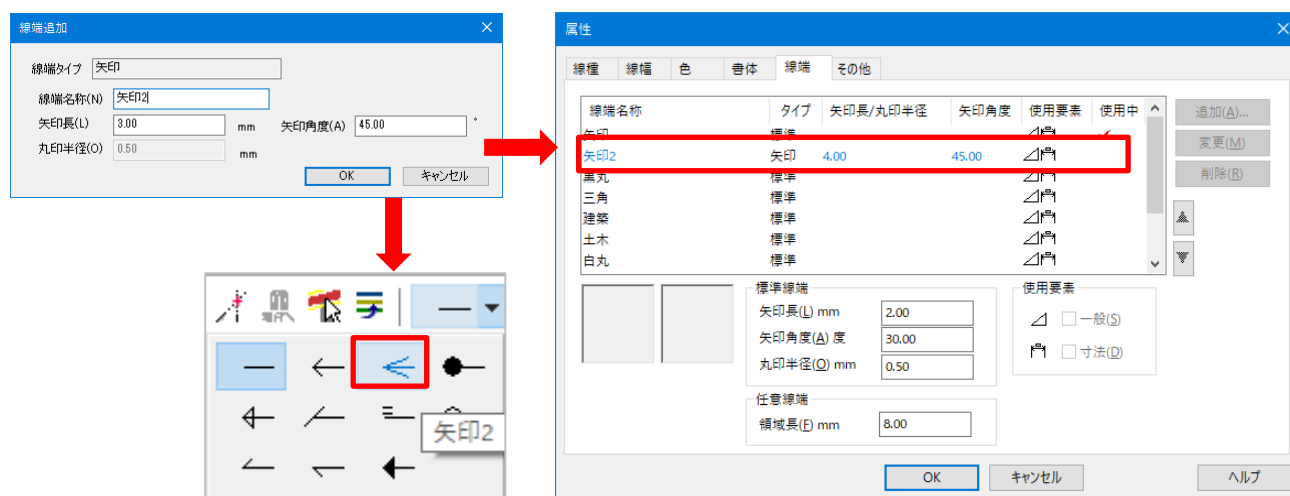 線端追加
線端タイプ 矢印
線端名称(N) 矢印2
矢印長(L) 3.00 mm 矢印角度(A) 45.00 °
丸印半径(O) 0.50 mm
OK キャンセル
矢印2
属性
線種 線幅 色 書体 線端 その他
線端名称 タイプ 矢印長/丸印半径 矢印角度 使用要素 使用中
矢印 標準
矢印2 矢印 4.00 45.00
黒丸 標準
三角 標準
建築 標準
土木 標準
白丸 標準
追加(A)...
変更(M)
削除(R)
標準線端
矢印長(L) mm 2.00
矢印角度(A) 度 30.00
丸印半径(O) mm 0.50
任意線端
領域長(F) mm 8.00
使用要素
一般(S)
寸法(D)
OK キャンセル ヘルプ